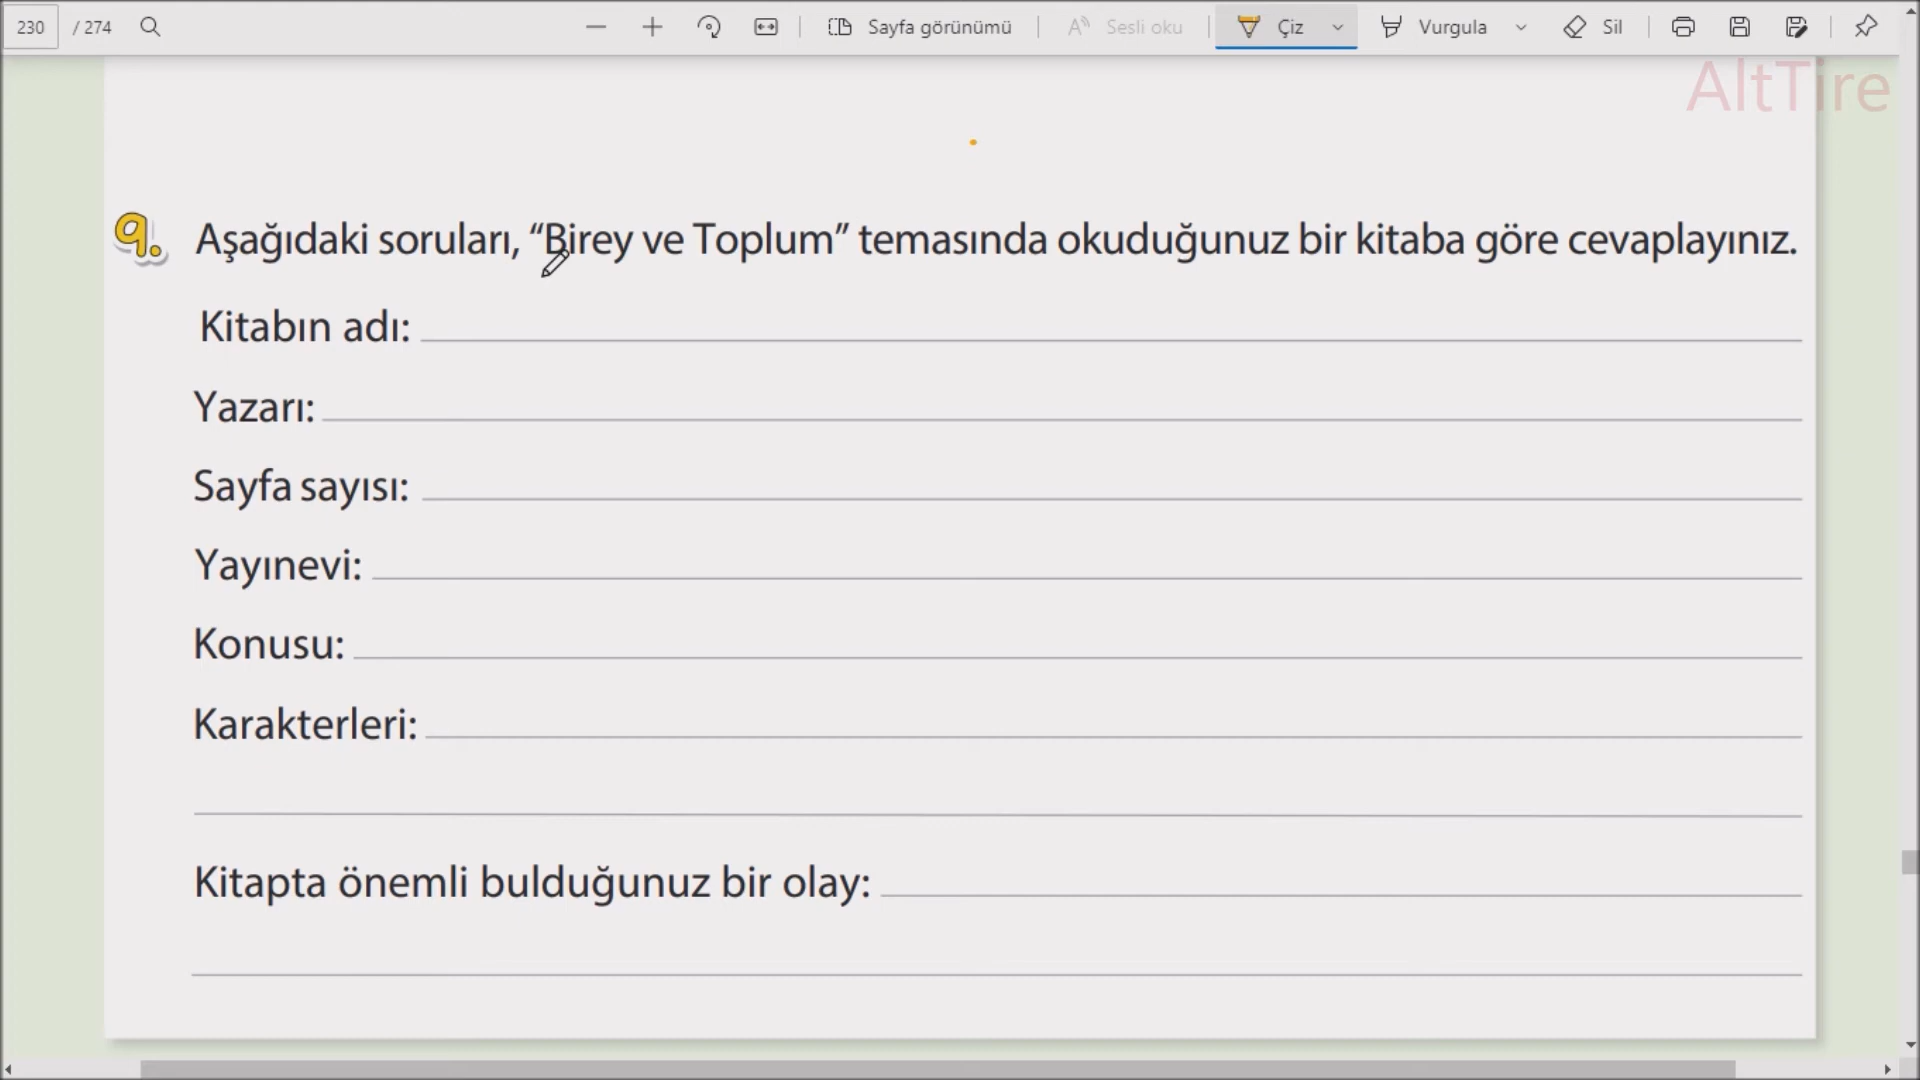 230 / 274 Sayfa görünümü Sesli oku Çiz Vurgula Sil
AltTire
9. Aşağıdaki soruları, “Birey ve Toplum” temasında okuduğunuz bir kitaba göre cevaplayınız.
Kitabın adı:
Yazarı:
Sayfa sayısı:
Yayınevi:
Konusu:
Karakterleri:
Kitapta önemli bulduğunuz bir olay: